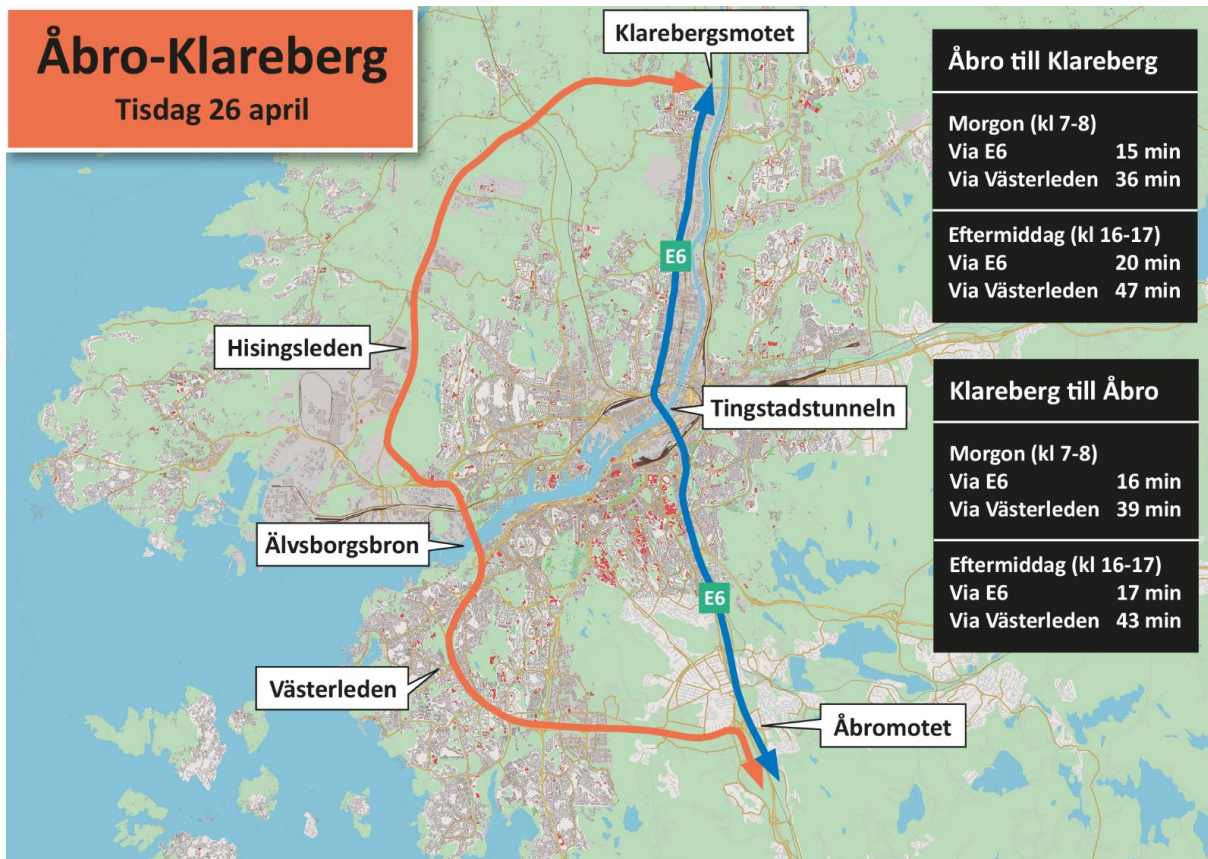 Åbro-Klareberg
Tisdag 26 april
Klarebergsmotet
E6
Hisingsleden
Tingstadstunneln
Älvsborgsbron
E6
Västerleden
Åbromotet
Åbro till Klareberg
Morgon (kl 7-8)
Via E6 15 min
Via Västerleden 36 min
Eftermiddag (kl 16-17)
Via E6 20 min
Via Västerleden 47 min
Klareberg till Åbro
Morgon (kl 7-8)
Via E6 16 min
Via Västerleden 39 min
Eftermiddag (kl 16-17)
Via E6 17 min
Via Västerleden 43 min